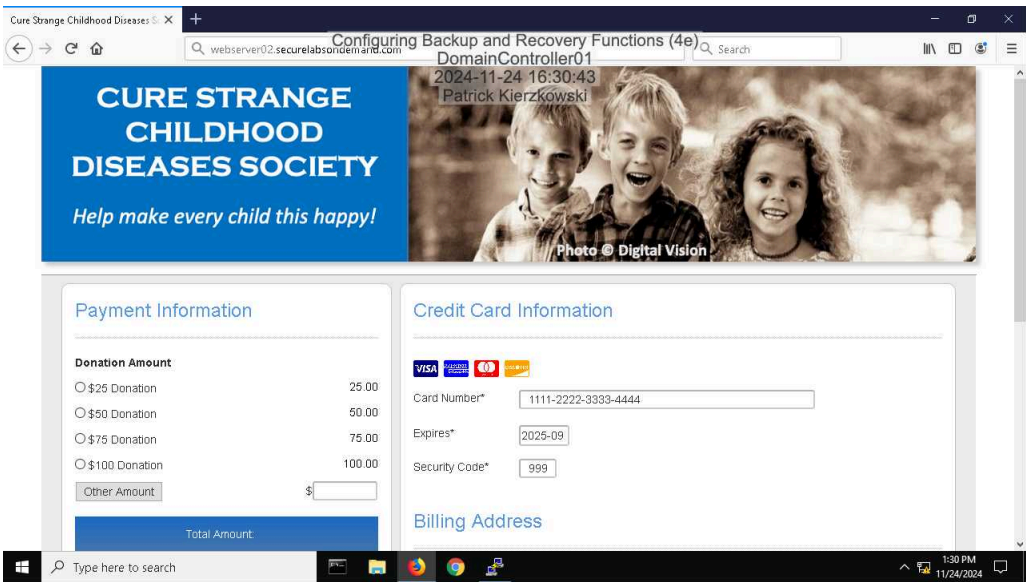 Cure Strange Childhood Diseases S
webserver02.securelabsondemand.com
Search
Configuring Backup and Recovery Functions (4e)
DomainController01
2024-11-24 16:30:43
Patrick Kierzkowski
CURE STRANGE
CHILDHOOD
DISEASES SOCIETY
Help make every child this happy!
Photo © Digital Vision
Payment Information
Donation Amount
$25 Donation 25.00
$50 Donation 50.00
$75 Donation 75.00
$100 Donation 100.00
Other Amount $
Total Amount:
Credit Card Information
VISA
Card Number* 1111-2222-3333-4444
Expires* 2025-09
Security Code* 999
Billing Address
Type here to search
1:30 PM
11/24/2024